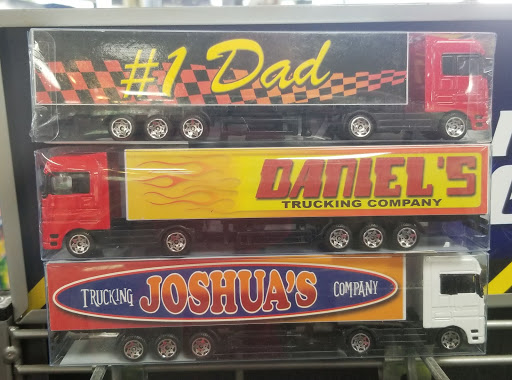 #1 Dad
DANIEL'S
TRUCKING COMPANY
TRUCKING JOSHUA'S COMPANY